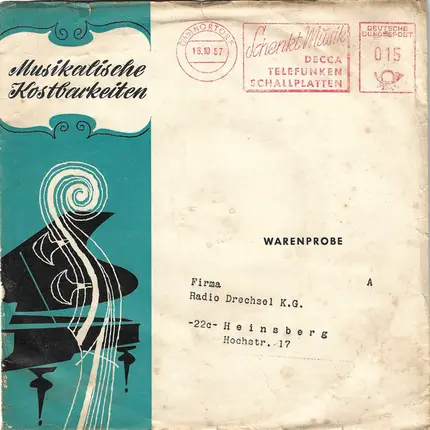 Musikalische
Kostbarkeiten
15.10.57
Schenkt Musik
DECCA
TELEFUNKEN
SCHALLPLATTEN
DEUTSCHE
BUNDESPOST
015
WARENPROBE
Firma A
Radio Drechsel K.G.
-22c- Heinsberg
Hochstr. 17